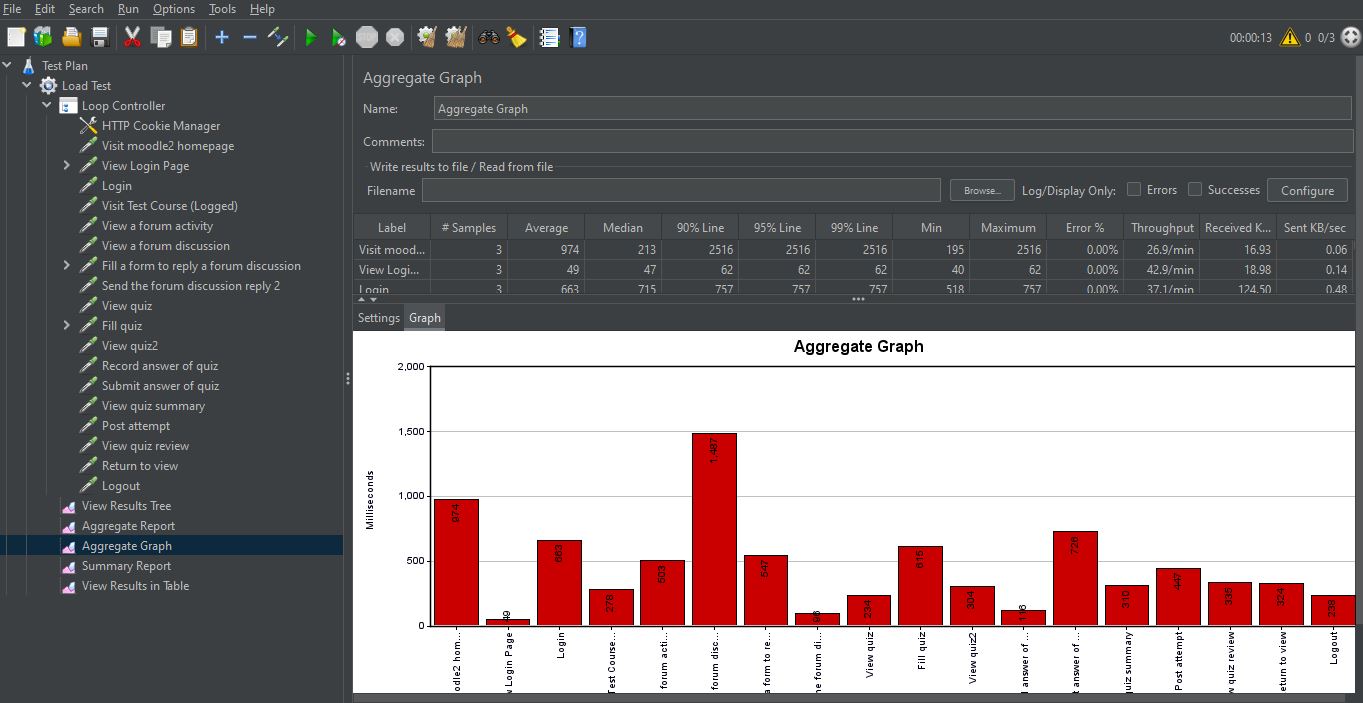 File Edit Search Run Options Tools Help
00:00:13 0 0/3
Test Plan
Load Test
Loop Controller
HTTP Cookie Manager
Visit moodle2 homepage
View Login Page
Login
Visit Test Course (Logged)
View a forum activity
View a forum discussion
Fill a form to reply a forum discussion
Send the forum discussion reply 2
View quiz
Fill quiz
View quiz2
Record answer of quiz
Submit answer of quiz
View quiz summary
Post attempt
View quiz review
Return to view
Logout
View Results Tree
Aggregate Report
Aggregate Graph
Summary Report
View Results in Table
Aggregate Graph
Name: Aggregate Graph
Comments:
Write results to file / Read from file
Filename Browse... Log/Display Only: Errors Successes Configure
Label # Samples Average Median 90% Line 95% Line 99% Line Min Maximum Error % Throughput Received K... Sent KB/sec
Visit mood... 3 974 213 2516 2516 2516 195 2516 0.00% 26.9/min 16.93 0.06
View Logi... 3 49 47 62 62 62 40 62 0.00% 42.9/min 18.98 0.14
Login 3 663 715 757 757 757 518 757 0.00% 37.1/min 124.50 0.48
Settings Graph
Aggregate Graph
Milliseconds
2,000
1,500
1,000
500
0
974 49 663 278 503 1,487 547 96 234 615 304 116 726 310 447 335 324 238
odle2 hom...
w Login Page
Login
Test Course...
forum acti...
forum disc...
a form to re...
he forum di...
View quiz
Fill quiz
View quiz2
d answer of ...
t answer of ...
quiz summary
Post attempt
w quiz review
eturn to view
Logout